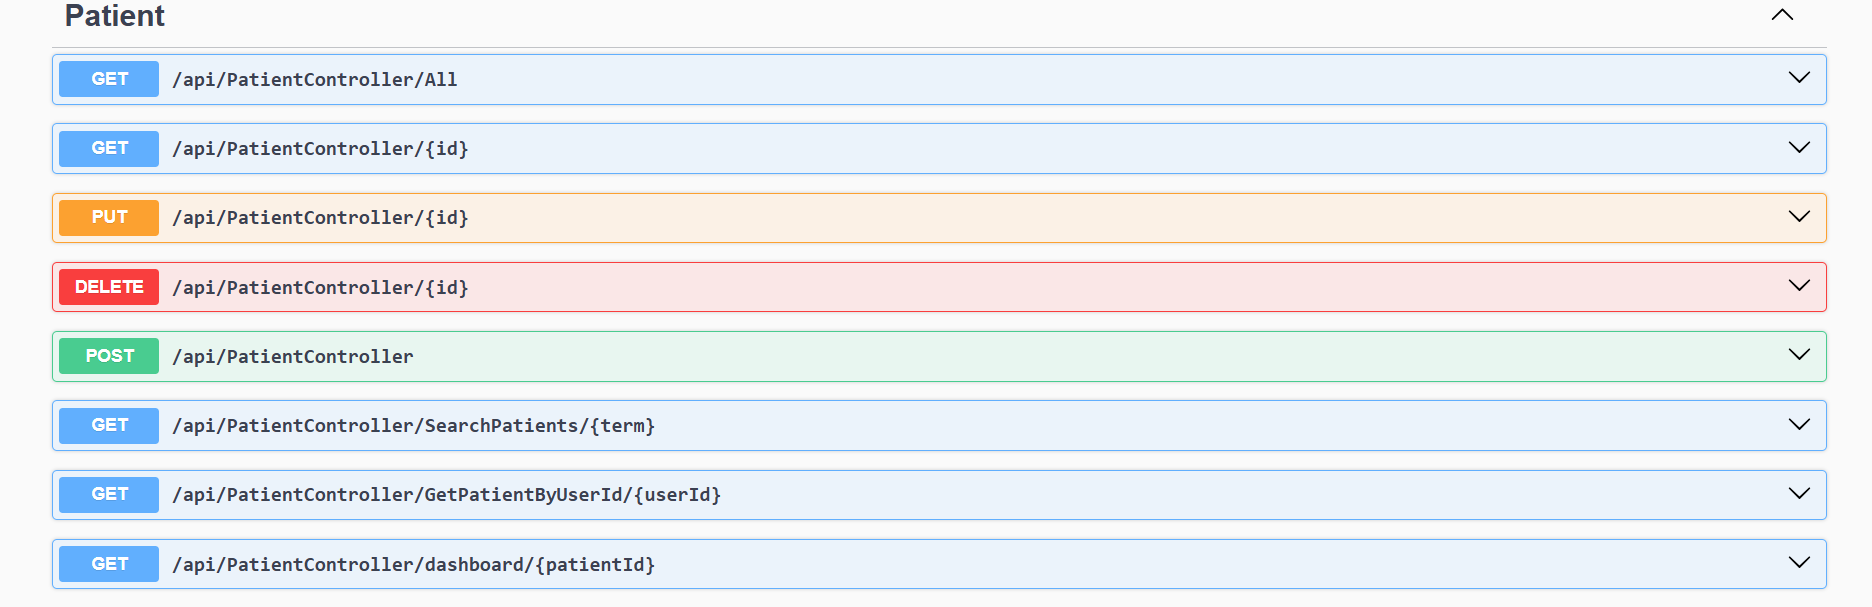 Patient
GET /api/PatientController/All
GET /api/PatientController/{id}
PUT /api/PatientController/{id}
DELETE /api/PatientController/{id}
POST /api/PatientController
GET /api/PatientController/SearchPatients/{term}
GET /api/PatientController/GetPatientByUserId/{userId}
GET /api/PatientController/dashboard/{patientId}